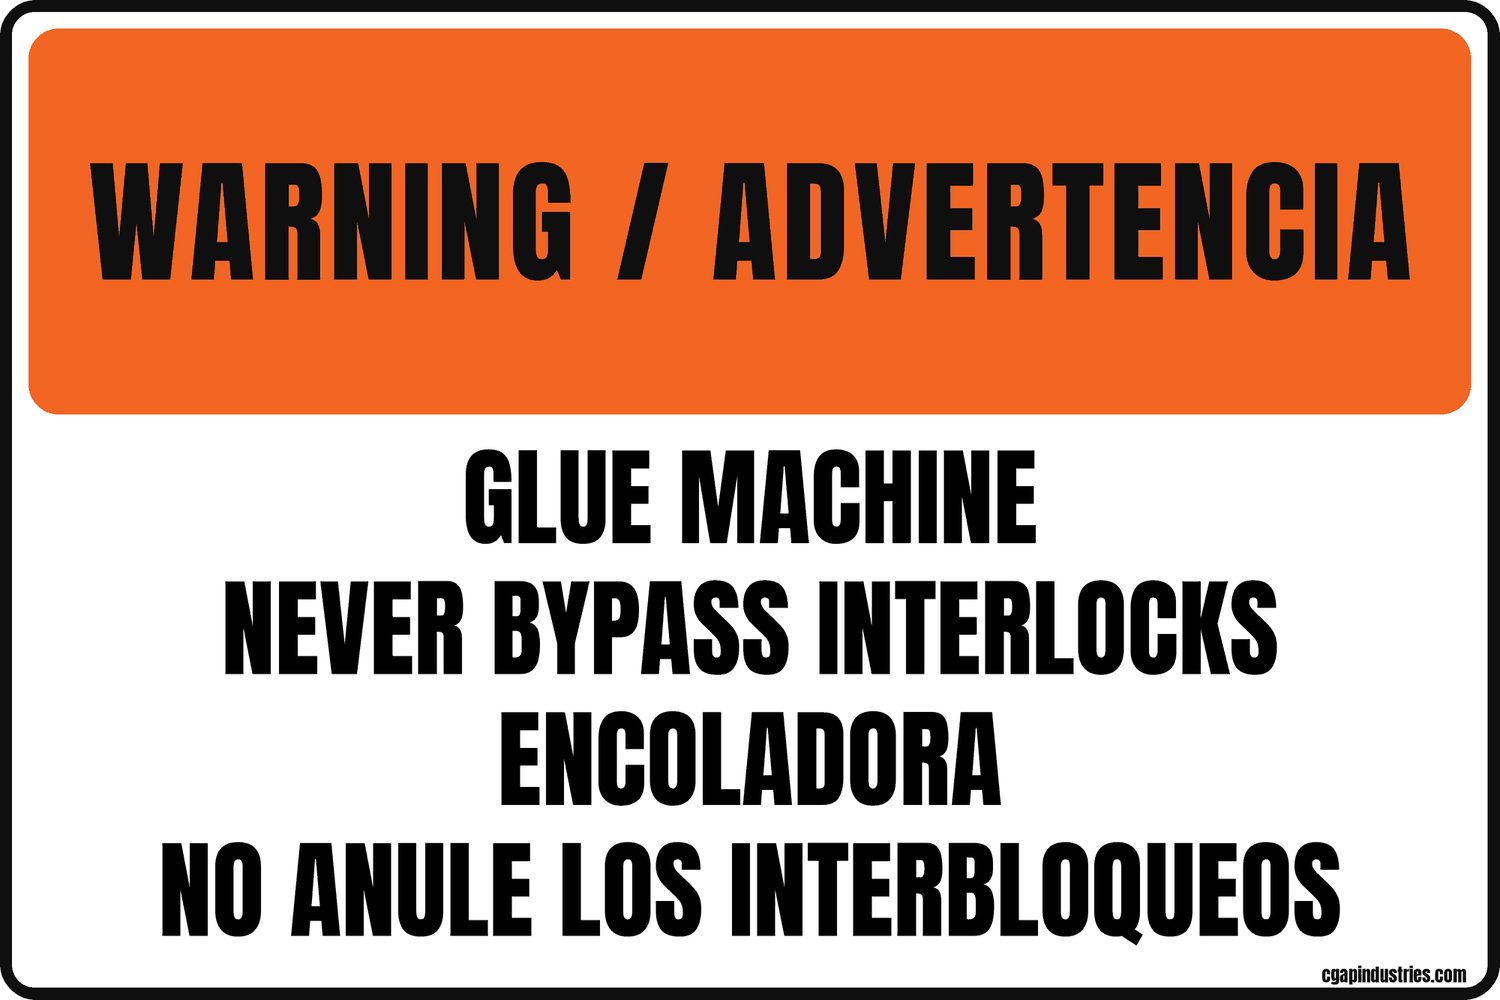 WARNING / ADVERTENCIA
GLUE MACHINE
NEVER BYPASS INTERLOCKS
ENCOLADORA
NO ANULE LOS INTERBLOQUEOS
cgapindustries.com